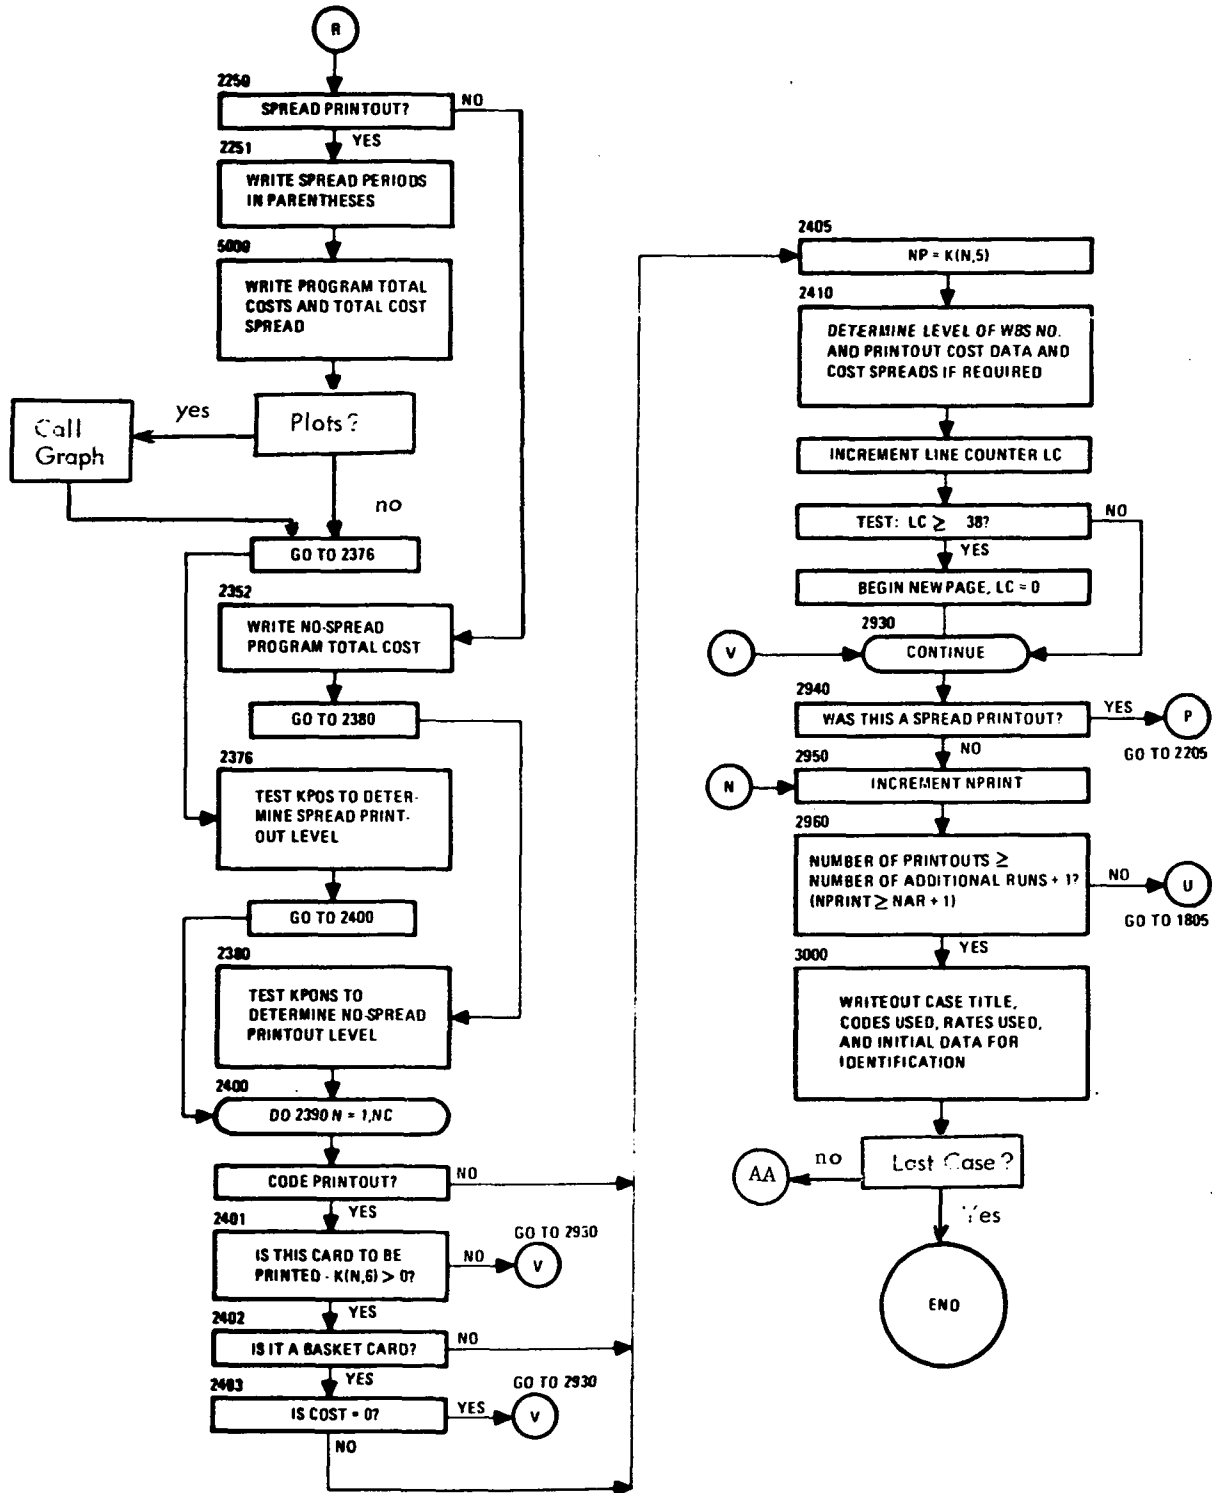 R
2250
SPREAD PRINTOUT?
NO
YES
2251
WRITE SPREAD PERIODS
IN PARENTHESES
5000
WRITE PROGRAM TOTAL
COSTS AND TOTAL COST
SPREAD
Plots?
yes
Call
Graph
no
GO TO 2376
2352
WRITE NO-SPREAD
PROGRAM TOTAL COST
GO TO 2380
2376
TEST KPOS TO DETER-
MINE SPREAD PRINT-
OUT LEVEL
GO TO 2400
2380
TEST KPONS TO
DETERMINE NO-SPREAD
PRINTOUT LEVEL
2400
DO 2390 N = 1,NC
CODE PRINTOUT?
NO
YES
2401
IS THIS CARD TO BE
PRINTED - K(N,6) > 0?
NO
GO TO 2930
V
YES
2402
IS IT A BASKET CARD?
NO
YES
2403
IS COST = 0?
YES
GO TO 2930
V
NO
2405
NP = K(N,5)
2410
DETERMINE LEVEL OF WBS NO.
AND PRINTOUT COST DATA AND
COST SPREADS IF REQUIRED
INCREMENT LINE COUNTER LC
TEST: LC ≥ 38?
NO
YES
BEGIN NEW PAGE, LC = 0
2930
V
CONTINUE
2940
WAS THIS A SPREAD PRINTOUT?
YES
P
GO TO 2205
NO
2950
N
INCREMENT NPRINT
2960
NUMBER OF PRINTOUTS ≥
NUMBER OF ADDITIONAL RUNS + 1?
(NPRINT ≥ NAR + 1)
NO
U
GO TO 1805
YES
3000
WRITEOUT CASE TITLE,
CODES USED, RATES USED,
AND INITIAL DATA FOR
IDENTIFICATION
Last Case?
no
AA
Yes
END